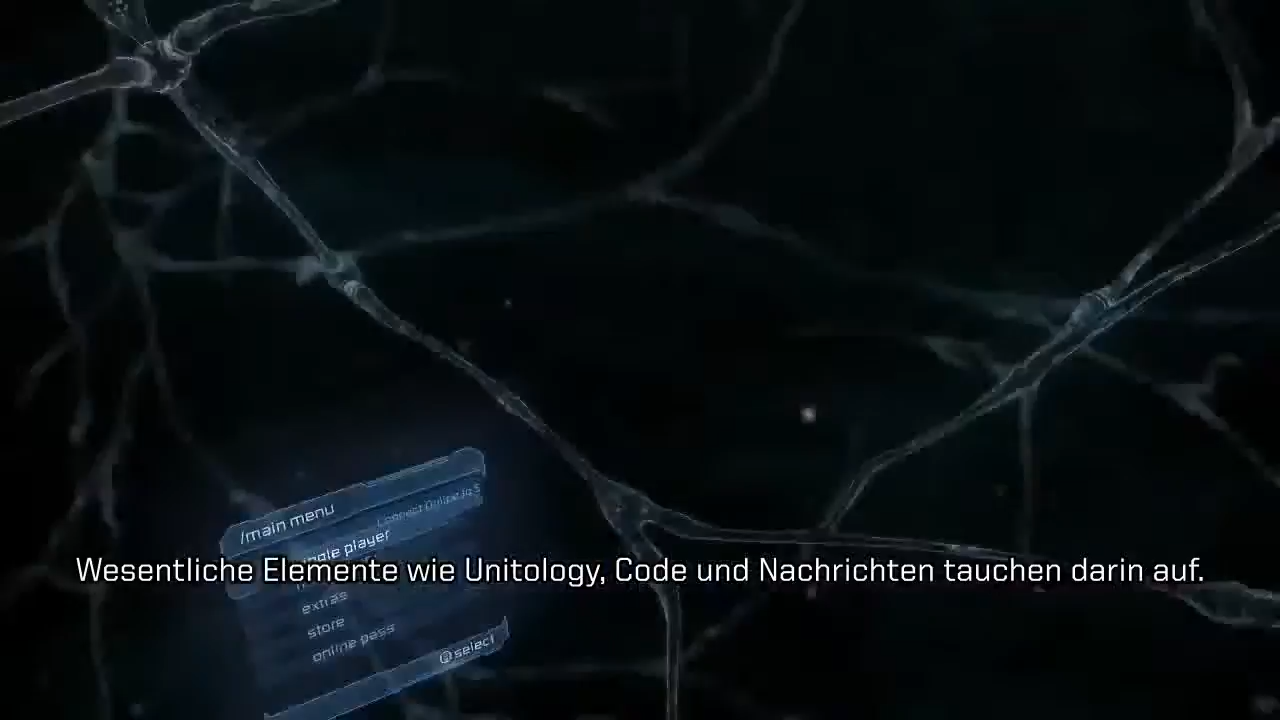 /main menu
Connect
single player
Wesentliche Elemente wie Unitology, Code und Nachrichten tauchen darin auf.
extras
store
online pass
select